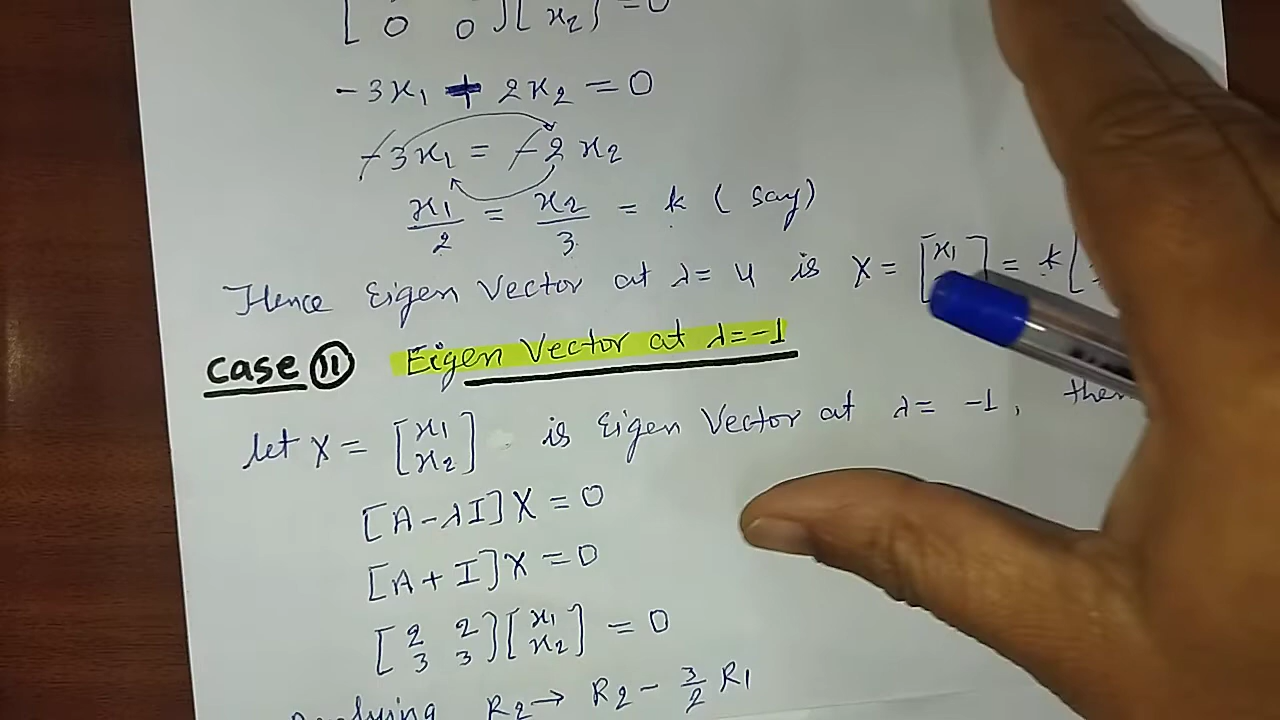 [ 0 0 ] [ x₂ ] = 0
-3x₁ + 2x₂ = 0
-3x₁ = -2x₂
x₁/2 = x₂/3 = k (say)
Hence Eigen Vector at λ = 4 is X = [ x₁ ] = k [
Case II Eigen Vector at λ=-1
let X = [ x₁ x₂ ] is Eigen Vector at λ = -1, then
[A-λI]X = 0
[A+I]X = 0
[ 2 2 3 3 ] [ x₁ x₂ ] = 0
Applying R₂→ R₂ - 3/2 R₁